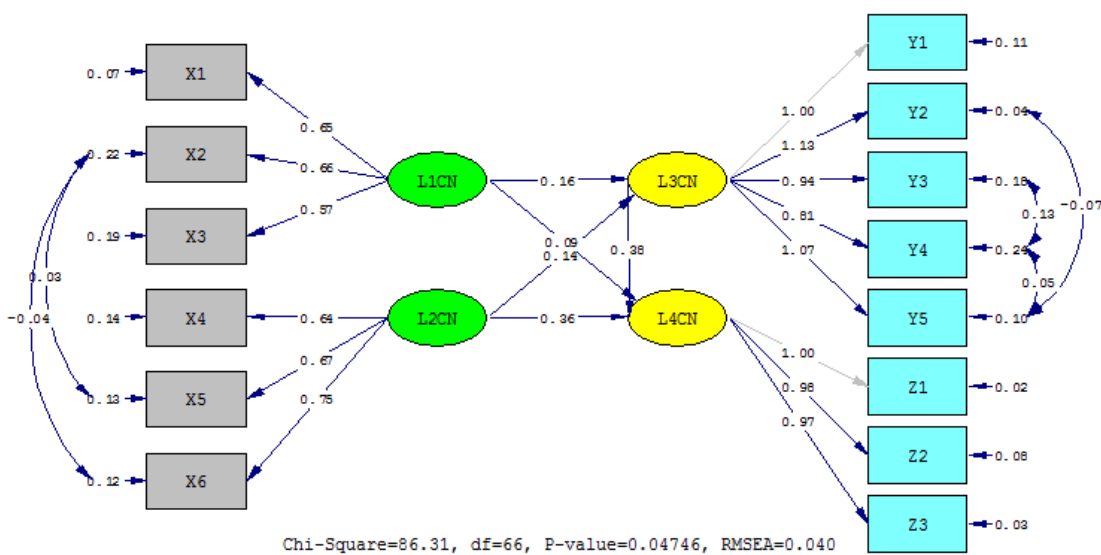 Y1
0.11
X1
0.07
Y2
0.04
1.00
0.65
1.13
X2
0.22
0.66
L1CN
0.16
L3CN
0.94
Y3
0.18
0.57
0.81
0.13
-0.07
X3
0.19
0.09
0.14
0.38
1.07
Y4
0.24
0.03
0.05
-0.04
X4
0.14
0.64
L2CN
0.36
L4CN
Y5
0.10
0.67
1.00
X5
0.13
0.75
0.98
Z1
0.02
0.97
Z2
0.08
X6
0.12
Z3
0.03
Chi-Square=86.31, df=66, P-value=0.04746, RMSEA=0.040